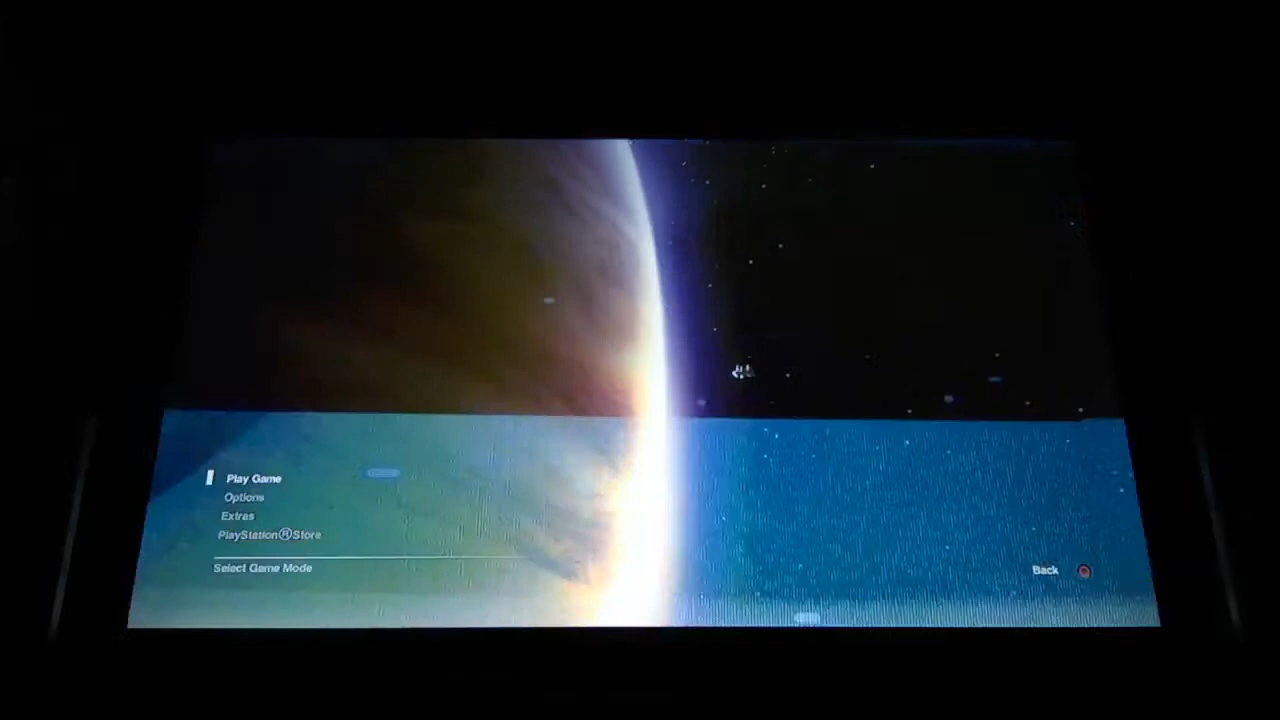 Play Game
Options
Extras
PlayStation®Store
Select Game Mode
Back